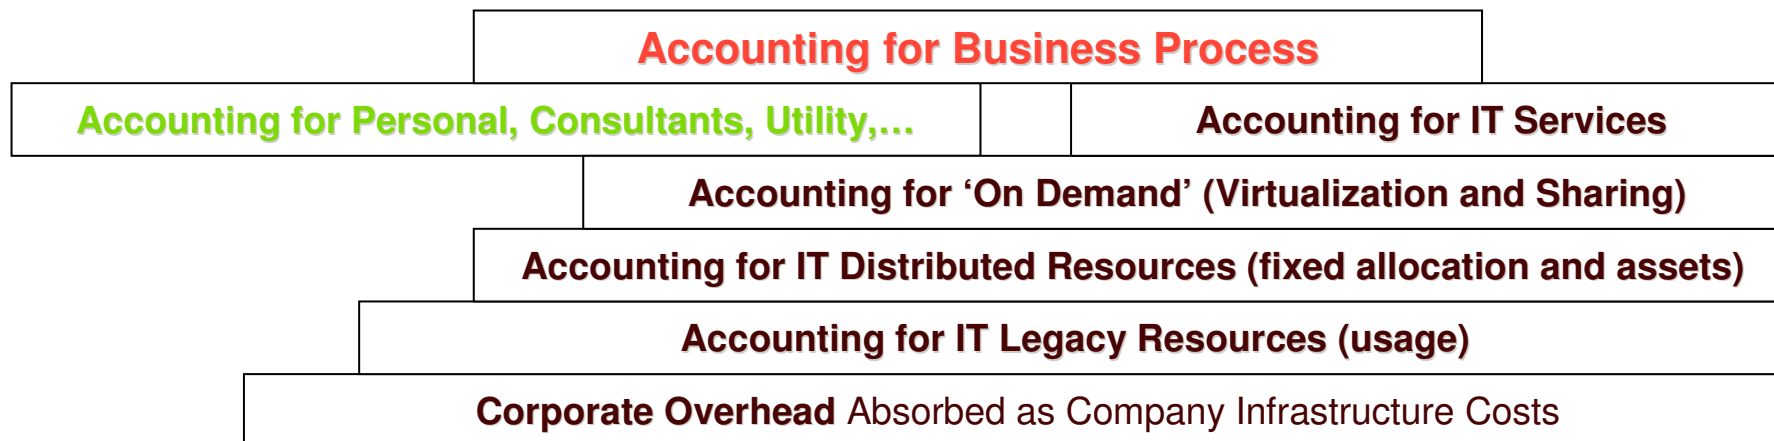 Accounting for Business Process
Accounting for Personal, Consultants, Utility,…
Accounting for IT Services
Accounting for ‘On Demand’ (Virtualization and Sharing)
Accounting for IT Distributed Resources (fixed allocation and assets)
Accounting for IT Legacy Resources (usage)
Corporate Overhead Absorbed as Company Infrastructure Costs